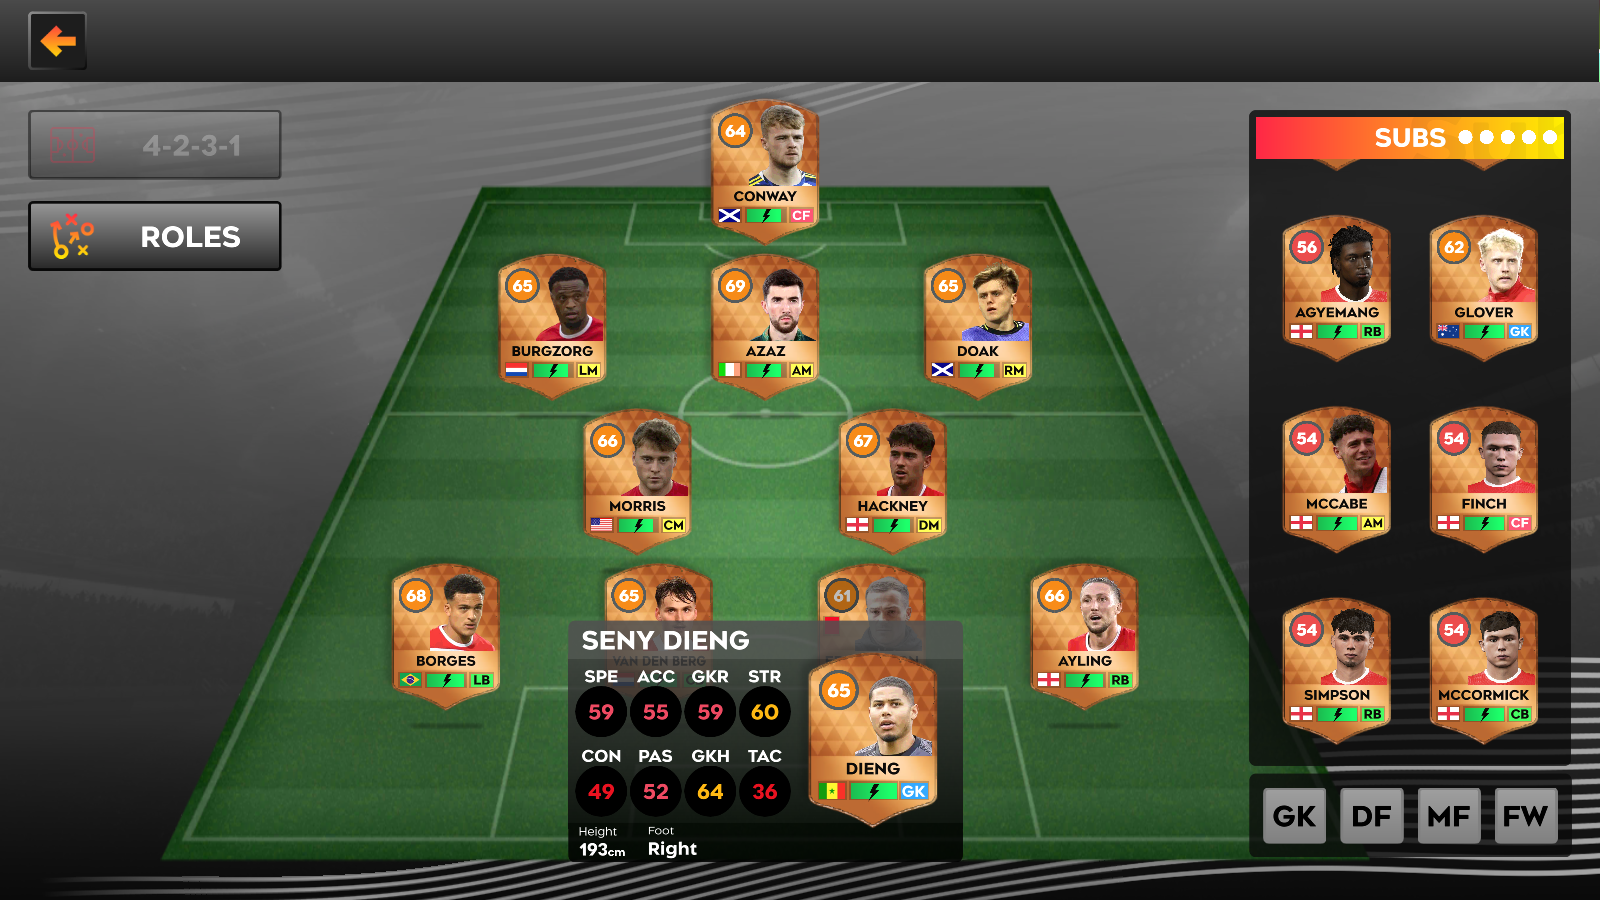 4-2-3-1
ROLES
64
CONWAY
CF
65
BURGZORG
LM
69
AZAZ
AM
65
DOAK
RM
66
MORRIS
CM
67
HACKNEY
DM
68
BORGES
LB
65
VAN DEN BERG
61
66
AYLING
RB
SENY DIENG
SPE ACC GKR STR
59 55 59 60
CON PAS GKH TAC
49 52 64 36
Height Foot
193cm Right
65
DIENG
GK
SUBS
56
AGYEMANG
RB
62
GLOVER
GK
54
MCCABE
AM
54
FINCH
CF
54
SIMPSON
RB
54
MCCORMICK
CB
GK DF MF FW